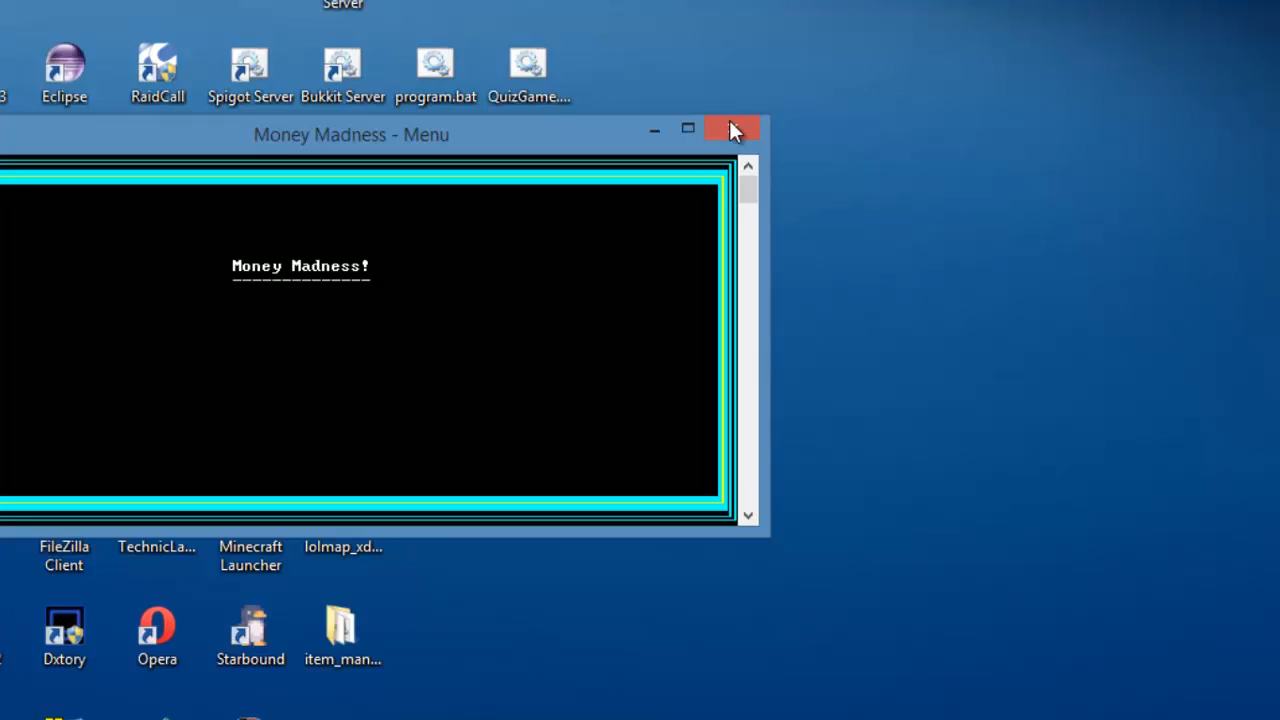 Server
3
Eclipse
RaidCall
Spigot Server
Bukkit Server
program.bat
QuizGame....
Money Madness - Menu
Money Madness!
FileZilla
Client
TechnicLa...
Minecraft
Launcher
lolmap_xd...
Dxtory
Opera
Starbound
item_man...